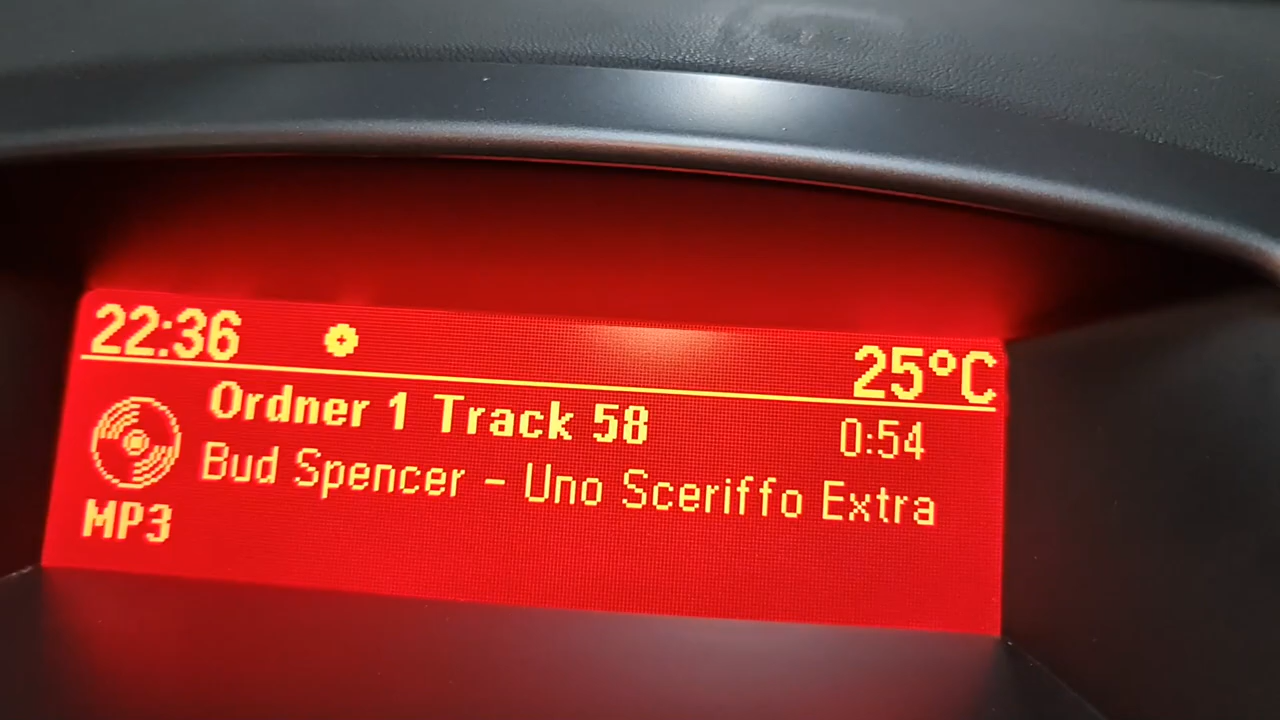 22:36 25°C
Ordner 1 Track 58 0:54
Bud Spencer - Uno Sceriffo Extra
MP3